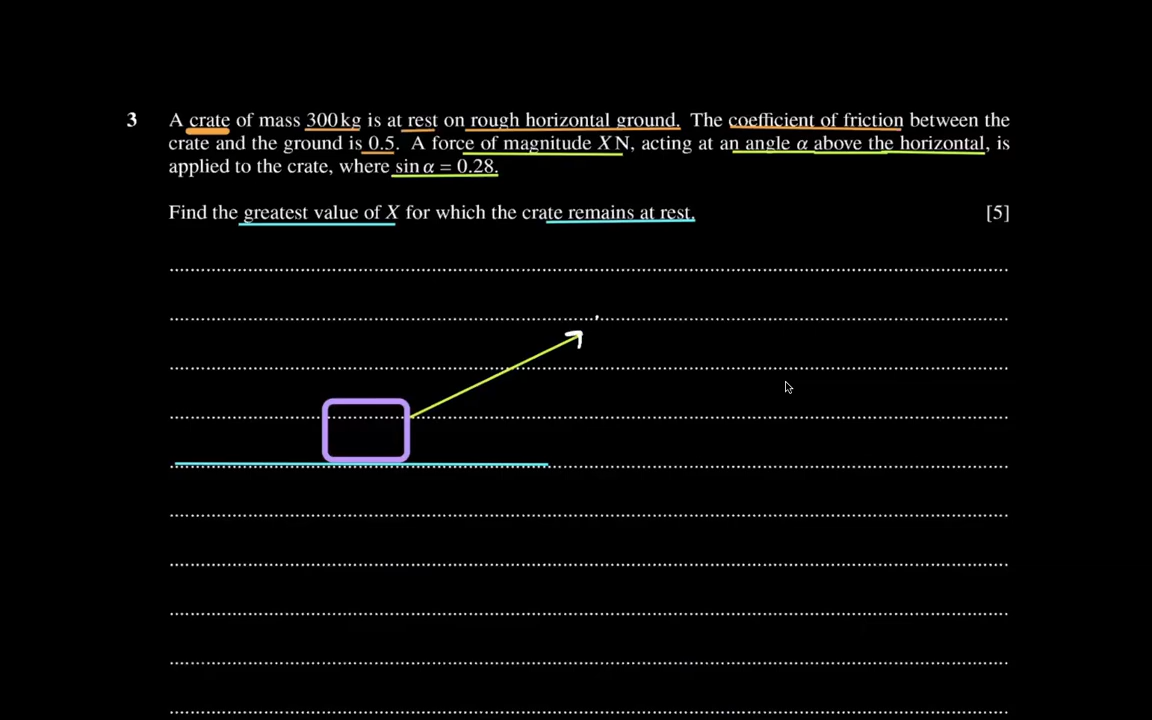 3 A crate of mass 300 kg is at rest on rough horizontal ground. The coefficient of friction between the
crate and the ground is 0.5. A force of magnitude X N, acting at an angle α above the horizontal, is
applied to the crate, where sin α = 0.28.
Find the greatest value of X for which the crate remains at rest. [5]